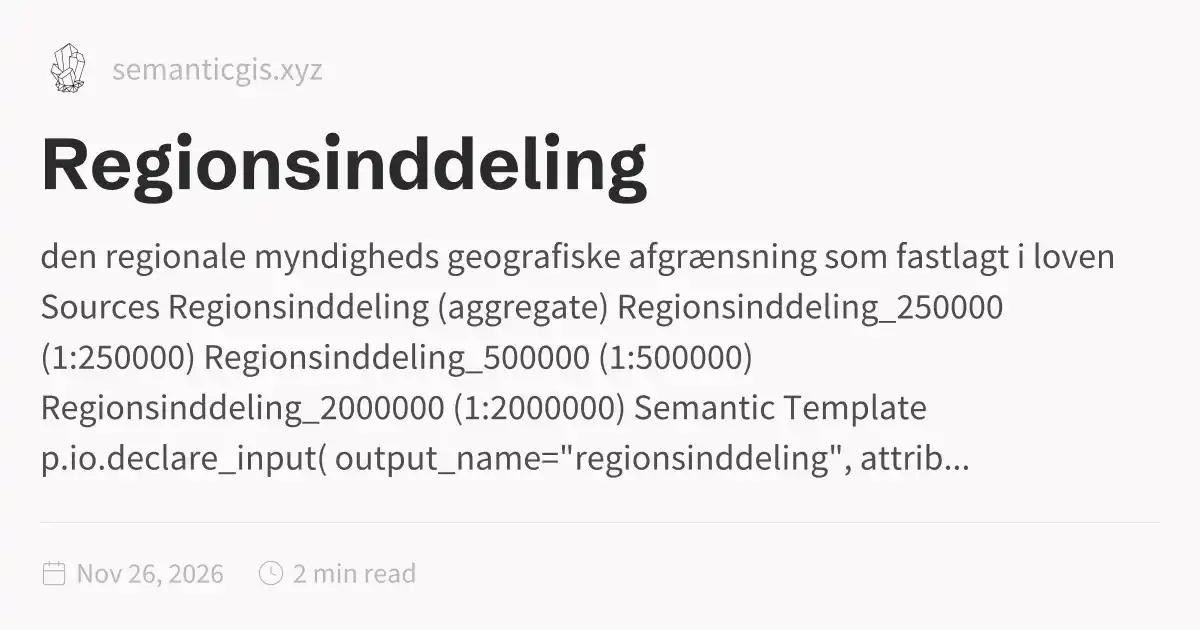 semanticgis.xyz
Regionsinddeling
den regionale myndigheds geografiske afgrænsning som fastlagt i loven
Sources Regionsinddeling (aggregate) Regionsinddeling_250000
(1:250000) Regionsinddeling_500000 (1:500000)
Regionsinddeling_2000000 (1:2000000) Semantic Template
p.io.declare_input( output_name="regionsinddeling", attrib...
Nov 26, 2026 2 min read